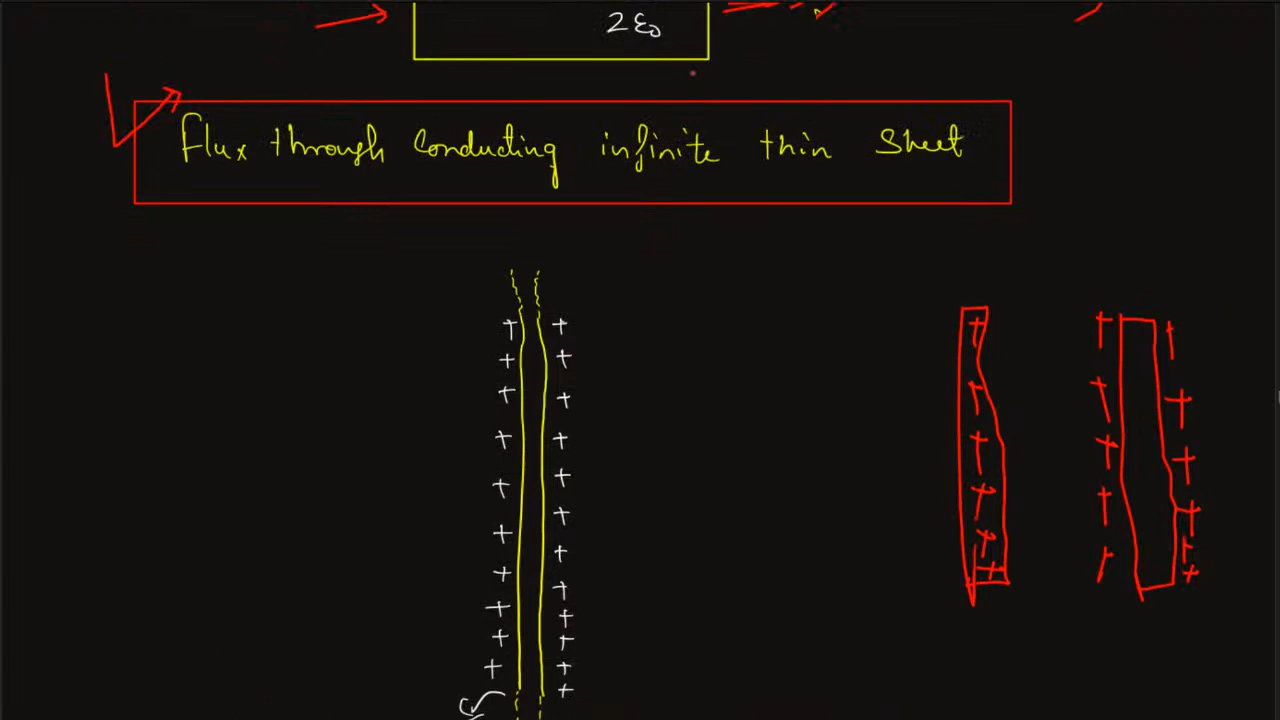 2ε₀
Flux through conducting infinite thin Sheet
+ +
+ +
+ +
+ +
+ +
+ +
+ +
+ +
+ +
+ +
+
+ + +
+ + +
+ + +
+ + +
+ + +
+ +